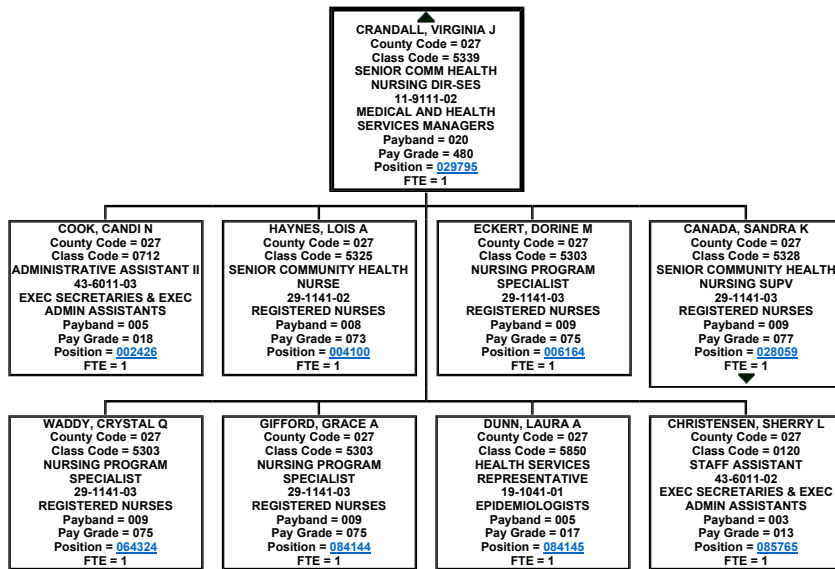 CRANDALL, VIRGINIA J
County Code = 027
Class Code = 5339
SENIOR COMM HEALTH
NURSING DIR-SES
11-9111-02
MEDICAL AND HEALTH
SERVICES MANAGERS
Payband = 020
Pay Grade = 480
Position = 029795
FTE = 1
COOK, CANDI N
County Code = 027
Class Code = 0712
ADMINISTRATIVE ASSISTANT II
43-6011-03
EXEC SECRETARIES & EXEC
ADMIN ASSISTANTS
Payband = 005
Pay Grade = 018
Position = 002426
FTE = 1
HAYNES, LOIS A
County Code = 027
Class Code = 5325
SENIOR COMMUNITY HEALTH
NURSE
29-1141-02
REGISTERED NURSES
Payband = 008
Pay Grade = 073
Position = 004100
FTE = 1
ECKERT, DORINE M
County Code = 027
Class Code = 5303
NURSING PROGRAM
SPECIALIST
29-1141-03
REGISTERED NURSES
Payband = 009
Pay Grade = 075
Position = 006164
FTE = 1
CANADA, SANDRA K
County Code = 027
Class Code = 5328
SENIOR COMMUNITY HEALTH
NURSING SUPV
29-1141-03
REGISTERED NURSES
Payband = 009
Pay Grade = 077
Position = 028059
FTE = 1
WADDY, CRYSTAL Q
County Code = 027
Class Code = 5303
NURSING PROGRAM
SPECIALIST
29-1141-03
REGISTERED NURSES
Payband = 009
Pay Grade = 075
Position = 064324
FTE = 1
GIFFORD, GRACE A
County Code = 027
Class Code = 5303
NURSING PROGRAM
SPECIALIST
29-1141-03
REGISTERED NURSES
Payband = 009
Pay Grade = 075
Position = 084144
FTE = 1
DUNN, LAURA A
County Code = 027
Class Code = 5850
HEALTH SERVICES
REPRESENTATIVE
19-1041-01
EPIDEMIOLOGISTS
Payband = 005
Pay Grade = 017
Position = 084145
FTE = 1
CHRISTENSEN, SHERRY L
County Code = 027
Class Code = 0120
STAFF ASSISTANT
43-6011-02
EXEC SECRETARIES & EXEC
ADMIN ASSISTANTS
Payband = 003
Pay Grade = 013
Position = 085765
FTE = 1